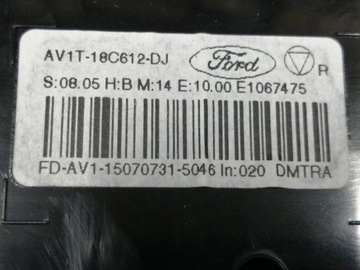 AV1T-18C612-DJ Ford R
S:08.05 H:B M:14 E:10.00 E1067475
FD-AV1-15070731-5046 In:020 DMTRA